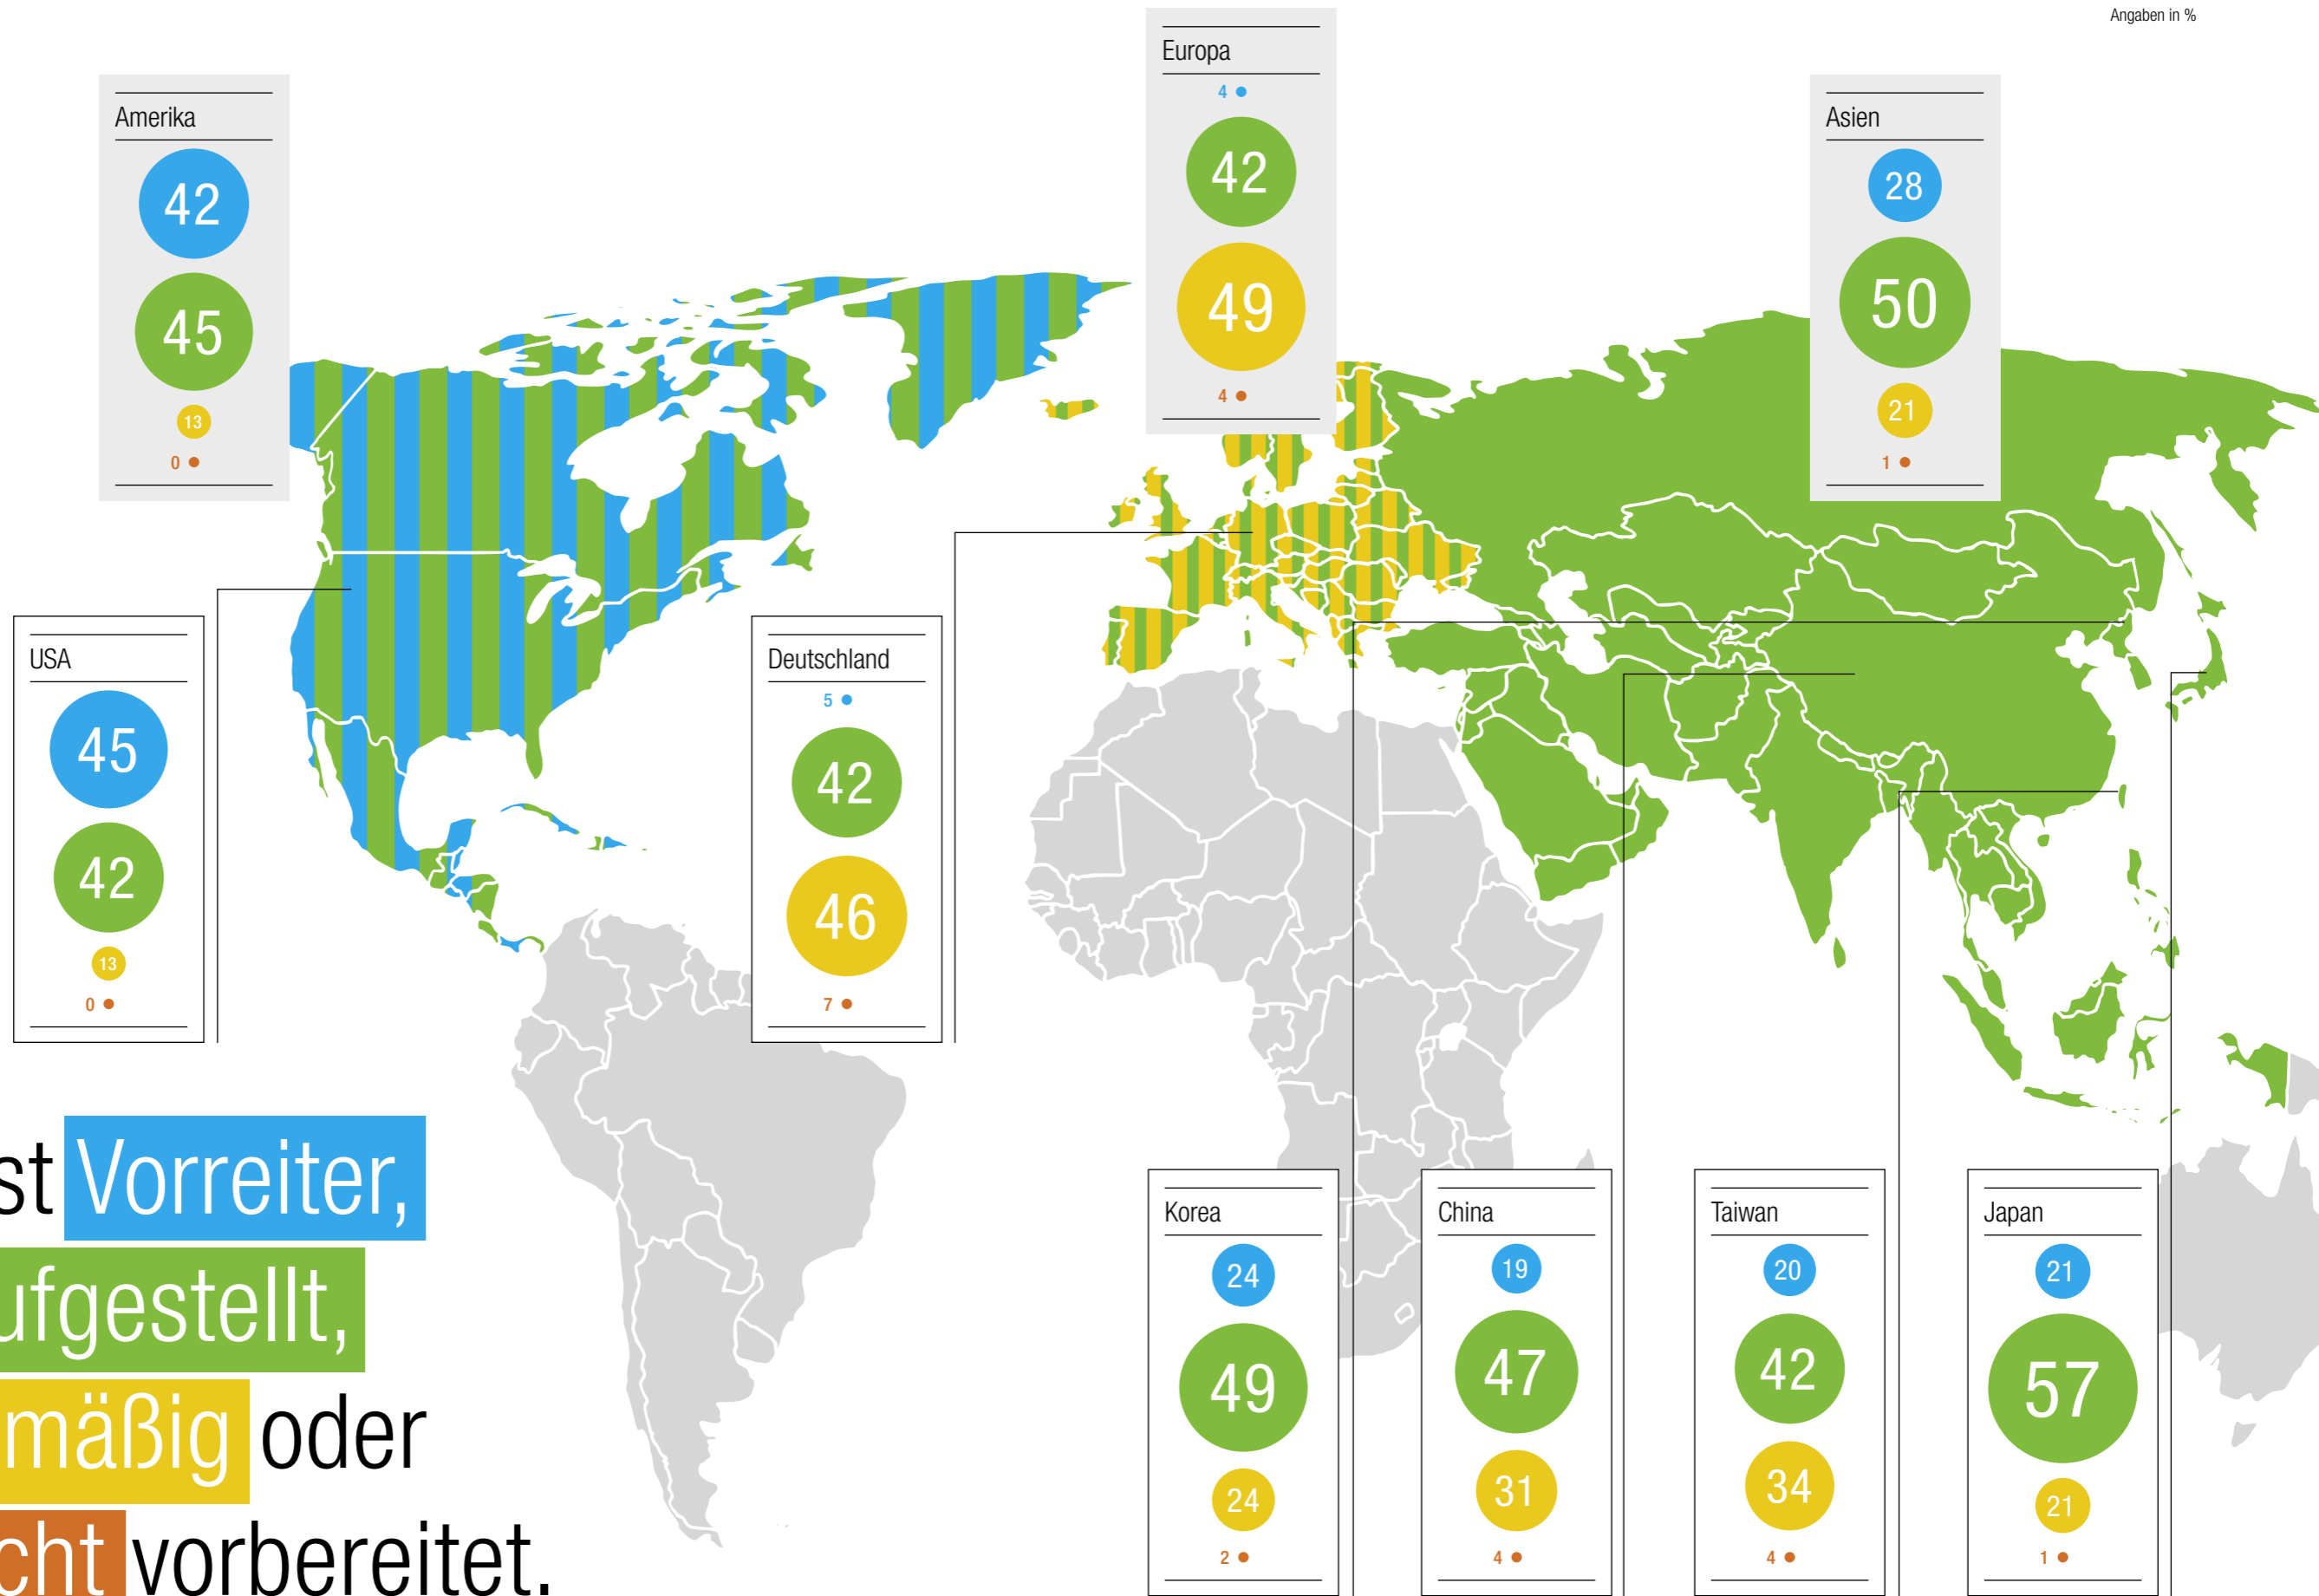 Angaben in %
Amerika
42
45
13
0
Europa
4
42
49
4
Asien
28
50
21
1
USA
45
42
13
0
Deutschland
5
42
46
7
st Vorreiter,
ufgestellt,
mäßig oder
cht vorbereitet.
Korea
24
49
24
2
China
19
47
31
4
Taiwan
20
42
34
4
Japan
21
57
21
1